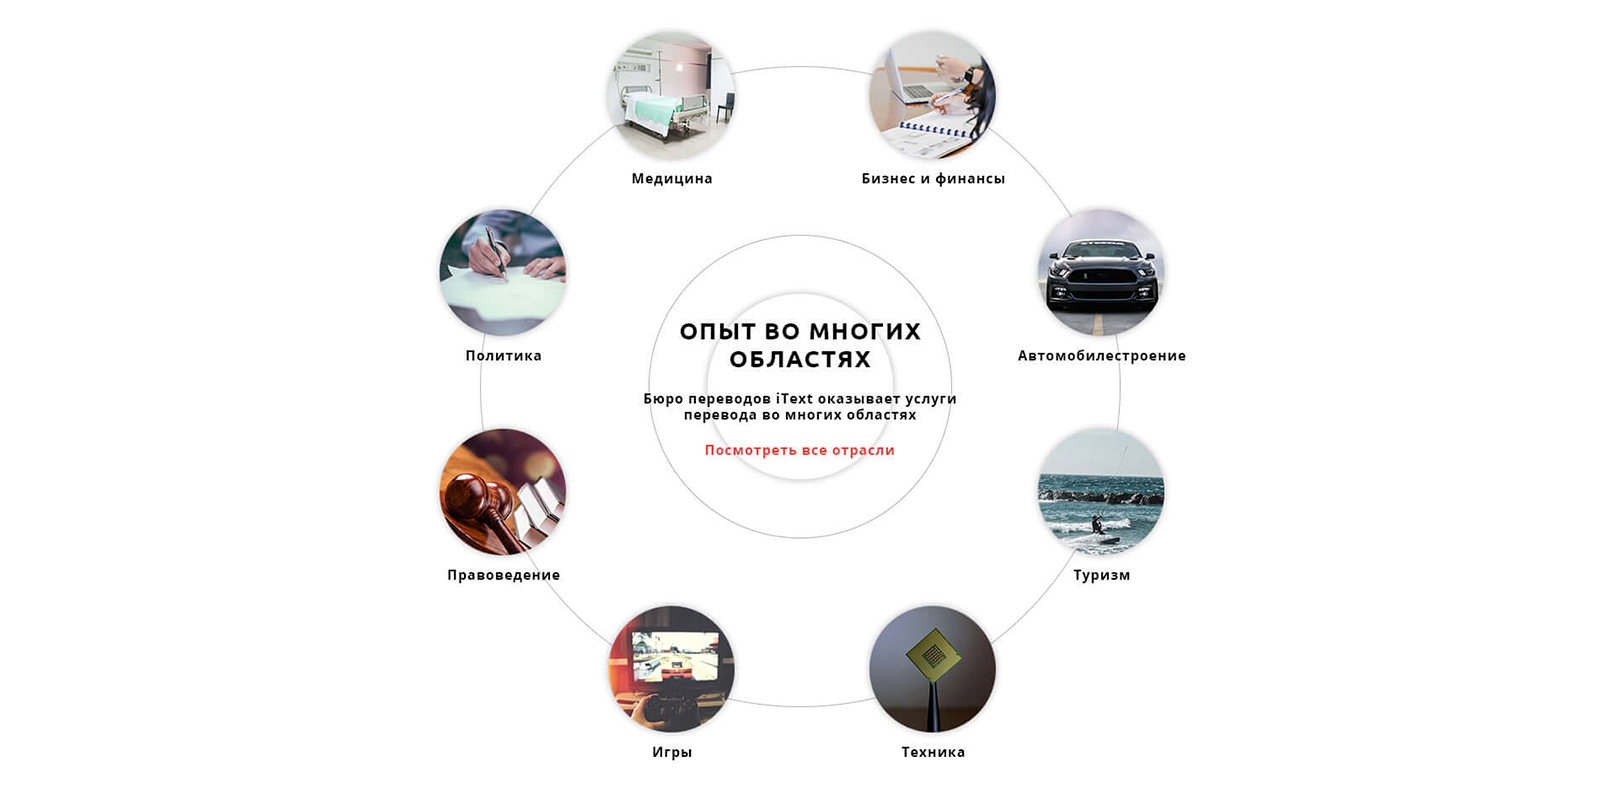 Медицина
Бизнес и финансы
Политика
Автомобилестроение
ОПЫТ ВО МНОГИХ
ОБЛАСТЯХ
Бюро переводов iText оказывает услуги
перевода во многих областях
Посмотреть все отрасли
Правоведение
Туризм
Игры
Техника